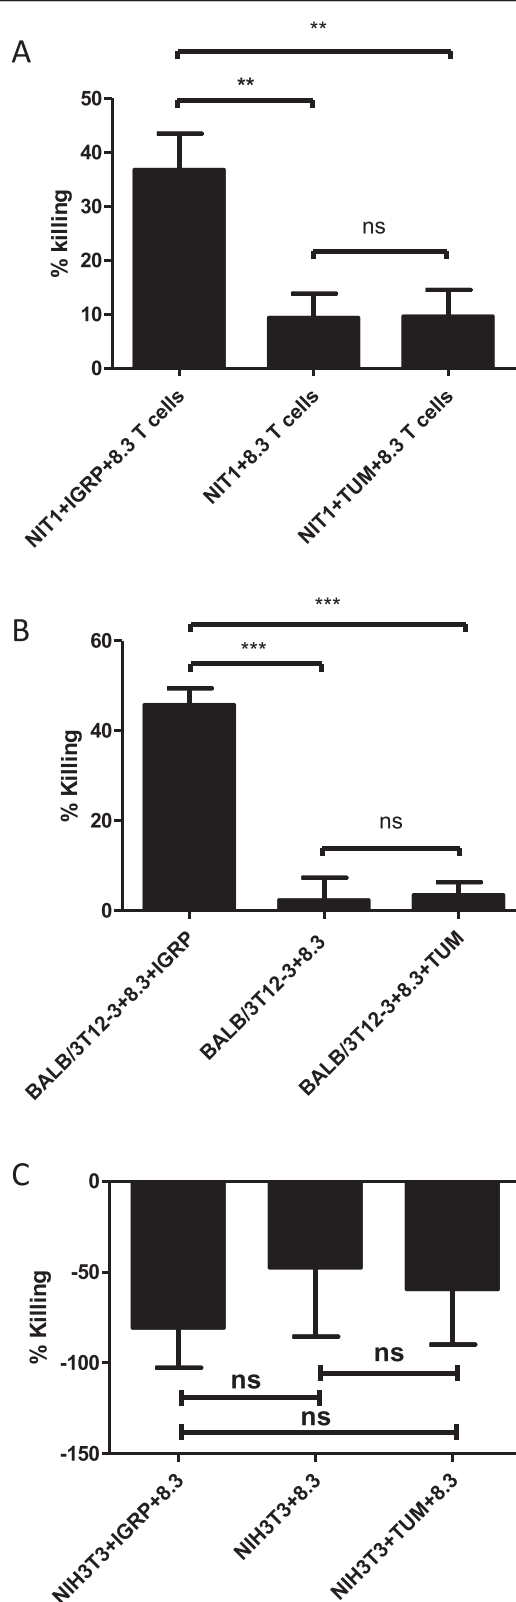 A
**
**
50
40
30
20
10
0
% killing
ns
NIT1+IGRP+8.3 T cells
NIT1+8.3 T cells
NIT1+TUM+8.3 T cells
B
***
***
60
40
20
0
% Killing
ns
BALB/3T12-3+8.3+IGRP
BALB/3T12-3+8.3
BALB/3T12-3+8.3+TUM
C
0
-50
-100
-150
% Killing
ns
ns
ns
NIH3T3+IGRP+8.3
NIH3T3+8.3
NIH3T3+TUM+8.3